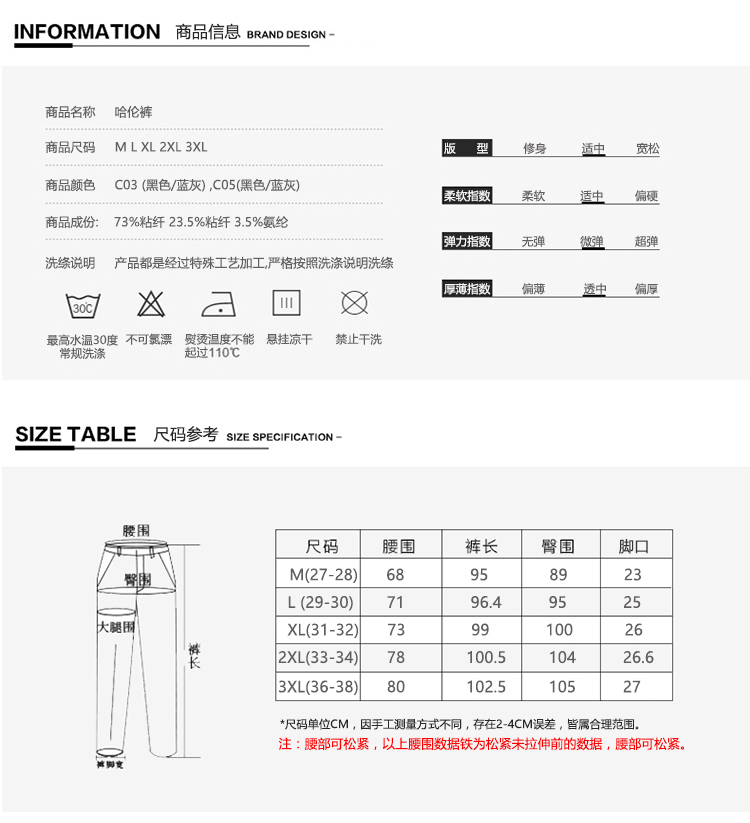 INFORMATION 商品信息 BRAND DESIGN –
商品名称 哈伦裤
商品尺码 M L XL 2XL 3XL
商品颜色 C03 (黑色/蓝灰) ,C05(黑色/蓝灰)
商品成份: 73%粘纤 23.5%粘纤 3.5%氨纶
洗涤说明 产品都是经过特殊工艺加工,严格按照洗涤说明洗涤
30C
最高水温30度 不可氯漂 熨烫温度不能 悬挂凉干 禁止干洗
常规洗涤 起过110℃
版 型 修身 适中 宽松
柔软指数 柔软 适中 偏硬
弹力指数 无弹 微弹 超弹
厚薄指数 偏薄 透中 偏厚
SIZE TABLE 尺码参考 SIZE SPECIFICATION –
腰围
臀围
大腿围
裤长
裤脚宽
尺码 腰围 裤长 臀围 脚口
M(27-28) 68 95 89 23
L (29-30) 71 96.4 95 25
XL(31-32) 73 99 100 26
2XL(33-34) 78 100.5 104 26.6
3XL(36-38) 80 102.5 105 27
*尺码单位CM，因手工测量方式不同，存在2-4CM误差，皆属合理范围。
注：腰部可松紧，以上腰围数据铁为松紧未拉伸前的数据，腰部可松紧。